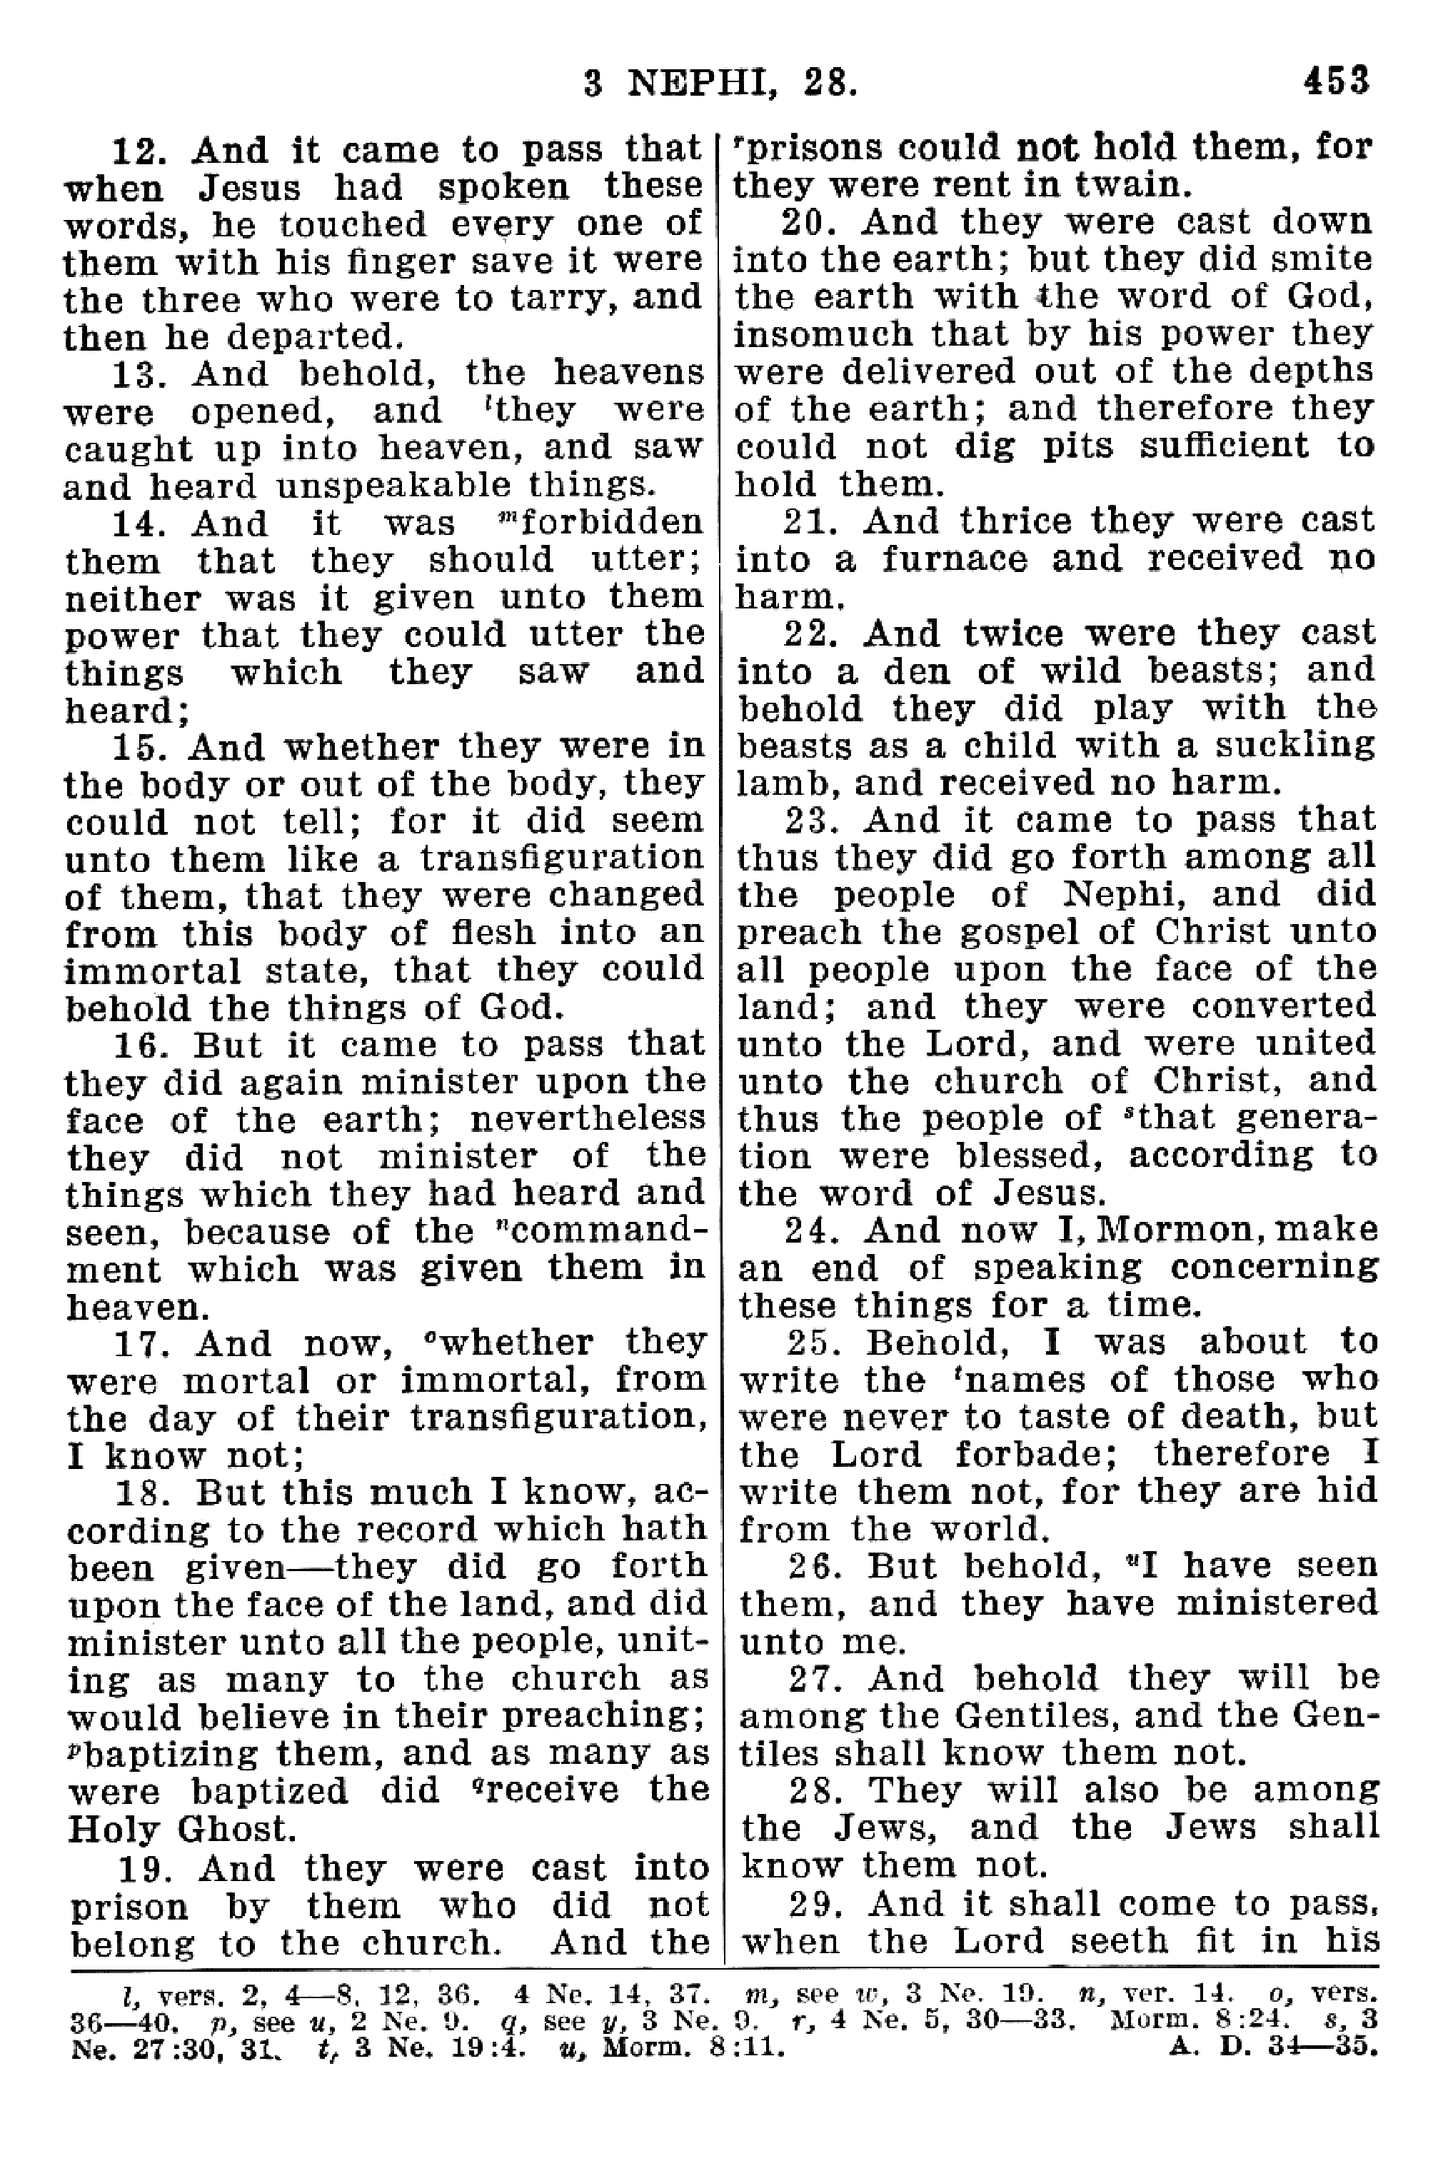 3 NEPHI, 28.
453
12. And it came to pass that
when Jesus had spoken these
words, he touched every one of
them with his finger save it were
the three who were to tarry, and
then he departed.
13. And behold, the heavens
were opened, and lthey were
caught up into heaven, and saw
and heard unspeakable things.
14. And it was mforbidden
them that they should utter;
neither was it given unto them
power that they could utter the
things which they saw and
heard;
15. And whether they were in
the body or out of the body, they
could not tell; for it did seem
unto them like a transfiguration
of them, that they were changed
from this body of flesh into an
immortal state, that they could
behold the things of God.
16. But it came to pass that
they did again minister upon the
face of the earth; nevertheless
they did not minister of the
things which they had heard and
seen, because of the ncommand-
ment which was given them in
heaven.
17. And now, owhether they
were mortal or immortal, from
the day of their transfiguration,
I know not;
18. But this much I know, ac-
cording to the record which hath
been given—they did go forth
upon the face of the land, and did
minister unto all the people, unit-
ing as many to the church as
would believe in their preaching;
pbaptizing them, and as many as
were baptized did qreceive the
Holy Ghost.
19. And they were cast into
prison by them who did not
belong to the church. And the
rprisons could not hold them, for
they were rent in twain.
20. And they were cast down
into the earth; but they did smite
the earth with the word of God,
insomuch that by his power they
were delivered out of the depths
of the earth; and therefore they
could not dig pits sufficient to
hold them.
21. And thrice they were cast
into a furnace and received no
harm.
22. And twice were they cast
into a den of wild beasts; and
behold they did play with the
beasts as a child with a suckling
lamb, and received no harm.
23. And it came to pass that
thus they did go forth among all
the people of Nephi, and did
preach the gospel of Christ unto
all people upon the face of the
land; and they were converted
unto the Lord, and were united
unto the church of Christ, and
thus the people of sthat genera-
tion were blessed, according to
the word of Jesus.
24. And now I, Mormon, make
an end of speaking concerning
these things for a time.
25. Behold, I was about to
write the tnames of those who
were never to taste of death, but
the Lord forbade; therefore I
write them not, for they are hid
from the world.
26. But behold, uI have seen
them, and they have ministered
unto me.
27. And behold they will be
among the Gentiles, and the Gen-
tiles shall know them not.
28. They will also be among
the Jews, and the Jews shall
know them not.
29. And it shall come to pass,
when the Lord seeth fit in his
l, vers. 2, 4—8, 12, 36. 4 Ne. 14, 37. m, see w, 3 Ne. 19. n, ver. 14. o, vers.
36—40. p, see u, 2 Ne. 9. q, see y, 3 Ne. 9. r, 4 Ne. 5, 30—33. Morm. 8:24. s, 3
Ne. 27:30, 31. t, 3 Ne. 19:4. u, Morm. 8:11. A. D. 34—35.